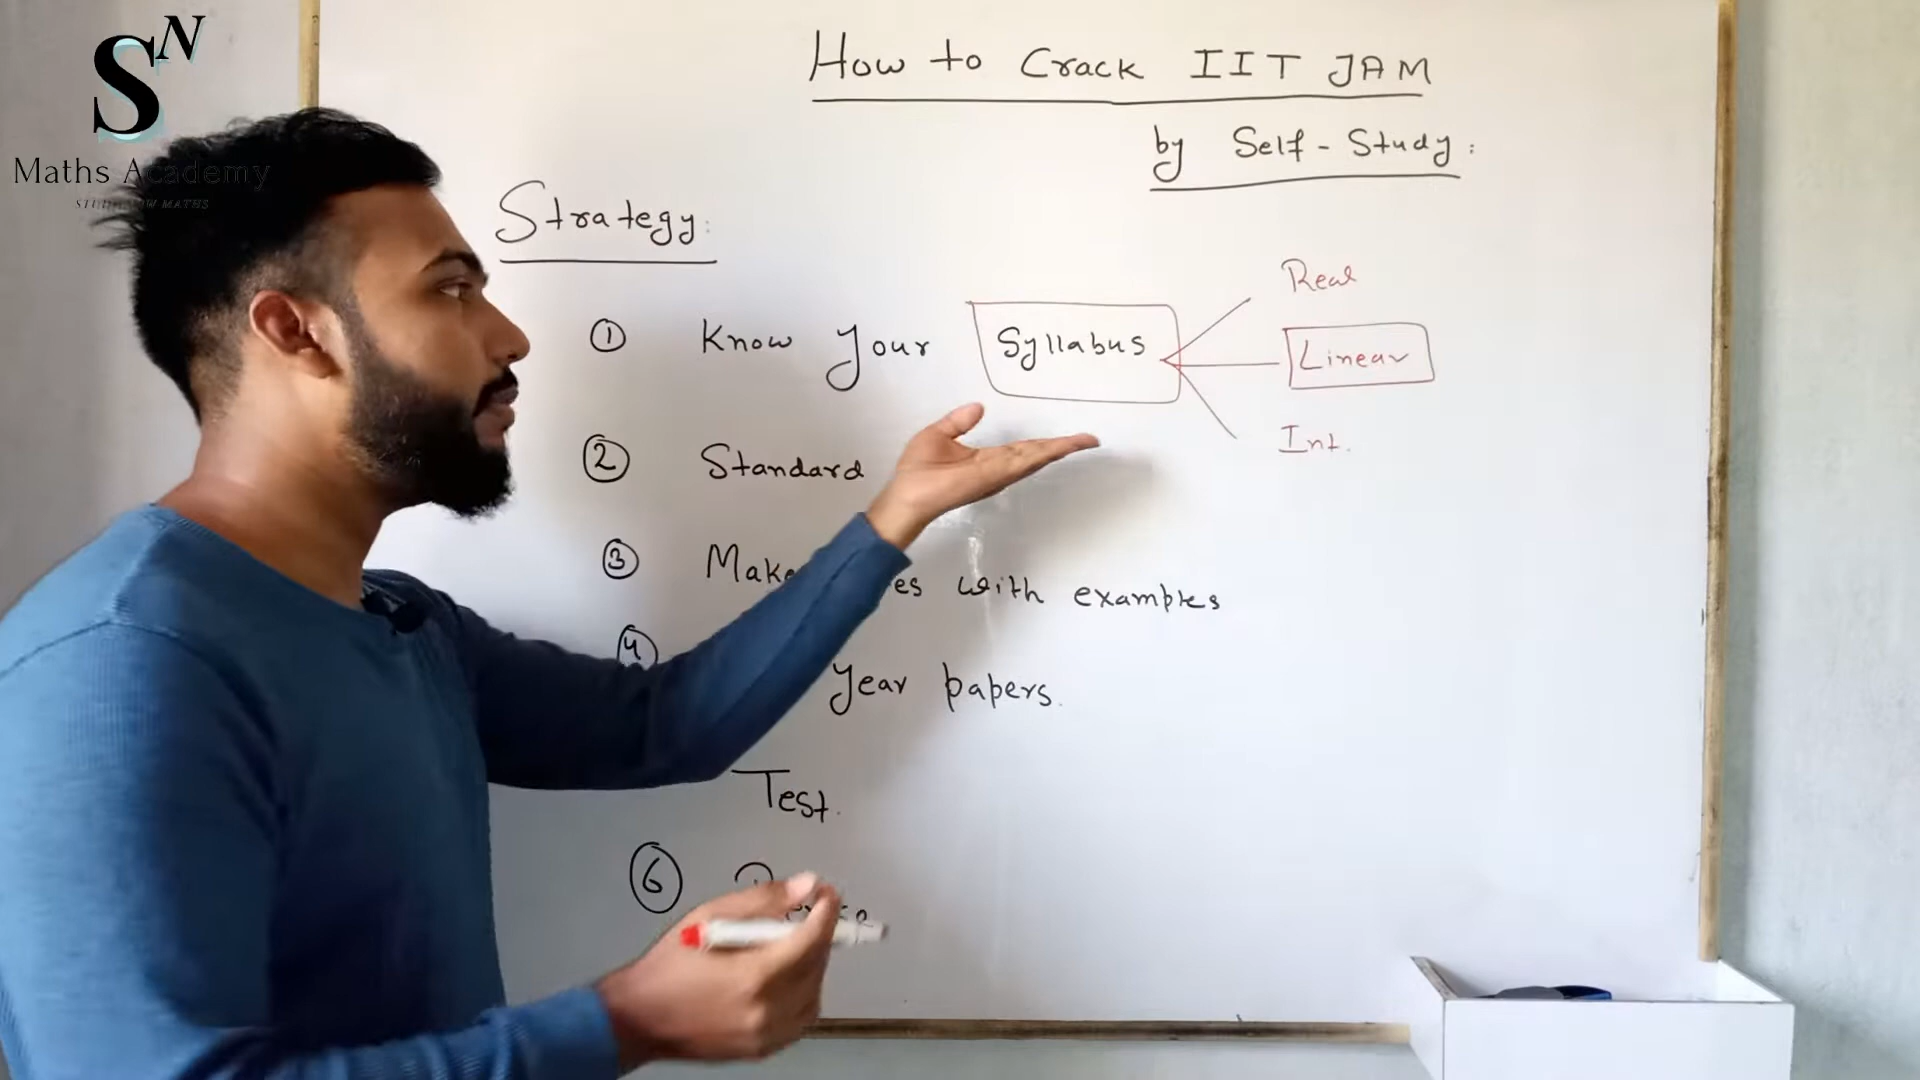 SN
Maths Academy
How to Crack IIT JAM
by Self-Study:
Strategy:
① Know Your Syllabus
Real
Linear
Int.
② Standard
③ Make with examples
④ Year papers.
Test.
⑥